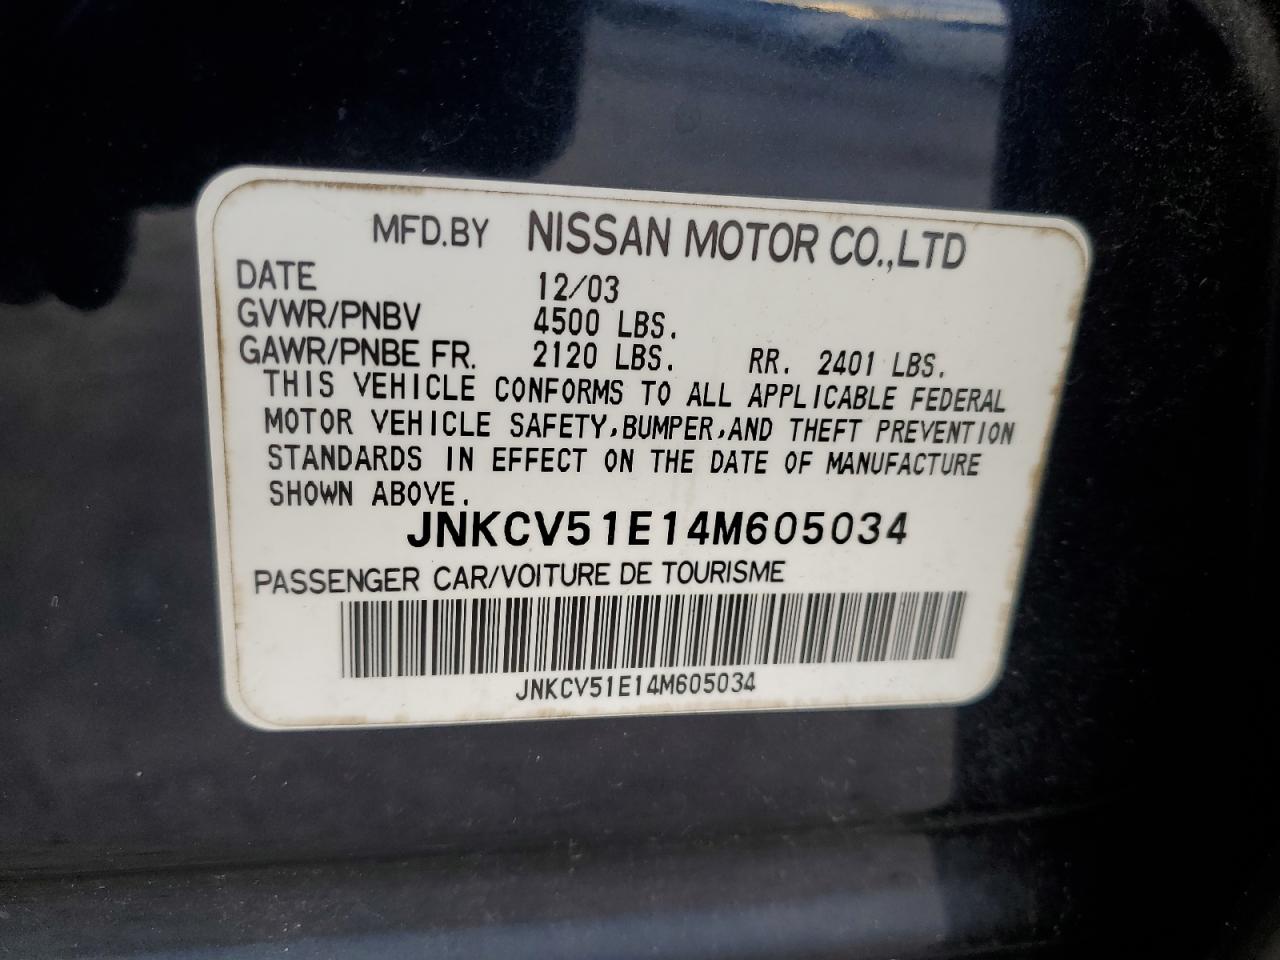 MFD.BY NISSAN MOTOR CO.,LTD
DATE 12/03
GVWR/PNBV 4500 LBS.
GAWR/PNBE FR. 2120 LBS. RR. 2401 LBS.
THIS VEHICLE CONFORMS TO ALL APPLICABLE FEDERAL
MOTOR VEHICLE SAFETY,BUMPER,AND THEFT PREVENTION
STANDARDS IN EFFECT ON THE DATE OF MANUFACTURE
SHOWN ABOVE.
JNKCV51E14M605034
PASSENGER CAR/VOITURE DE TOURISME
JNKCV51E14M605034